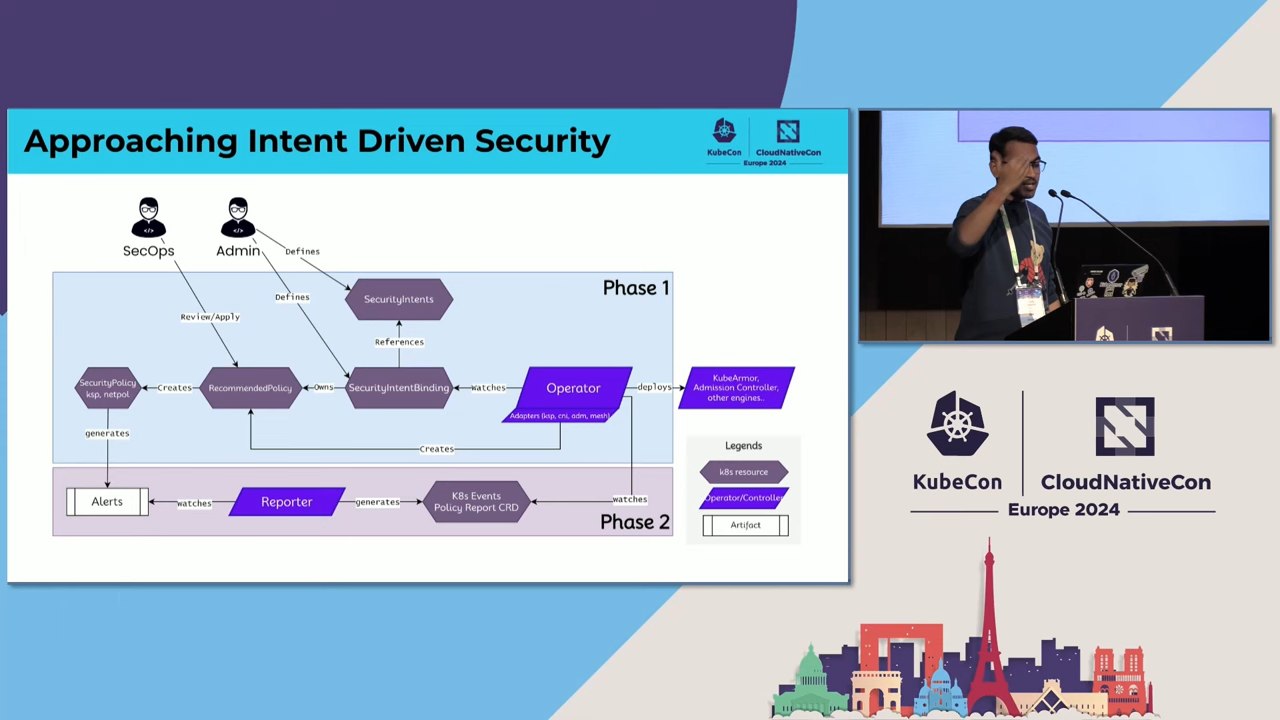 Approaching Intent Driven Security
KubeCon
CloudNativeCon
Europe 2024
SecOps
Admin
Defines
Phase 1
SecurityIntents
Defines
Review/Apply
References
SecurityPolicy
ksp, netpol
Creates
RecommendedPolicy
Owns
SecurityIntentBinding
Watches
Operator
Adapters (ksp, cni, adm, mesh)
deploys
KubeArmor,
Admission Controller,
other engines..
generates
Creates
Legends
k8s resource
Operator/Controller
Artifact
Alerts
watches
Reporter
generates
K8s Events
Policy Report CRD
watches
Phase 2
KubeCon
CloudNativeCon
Europe 2024